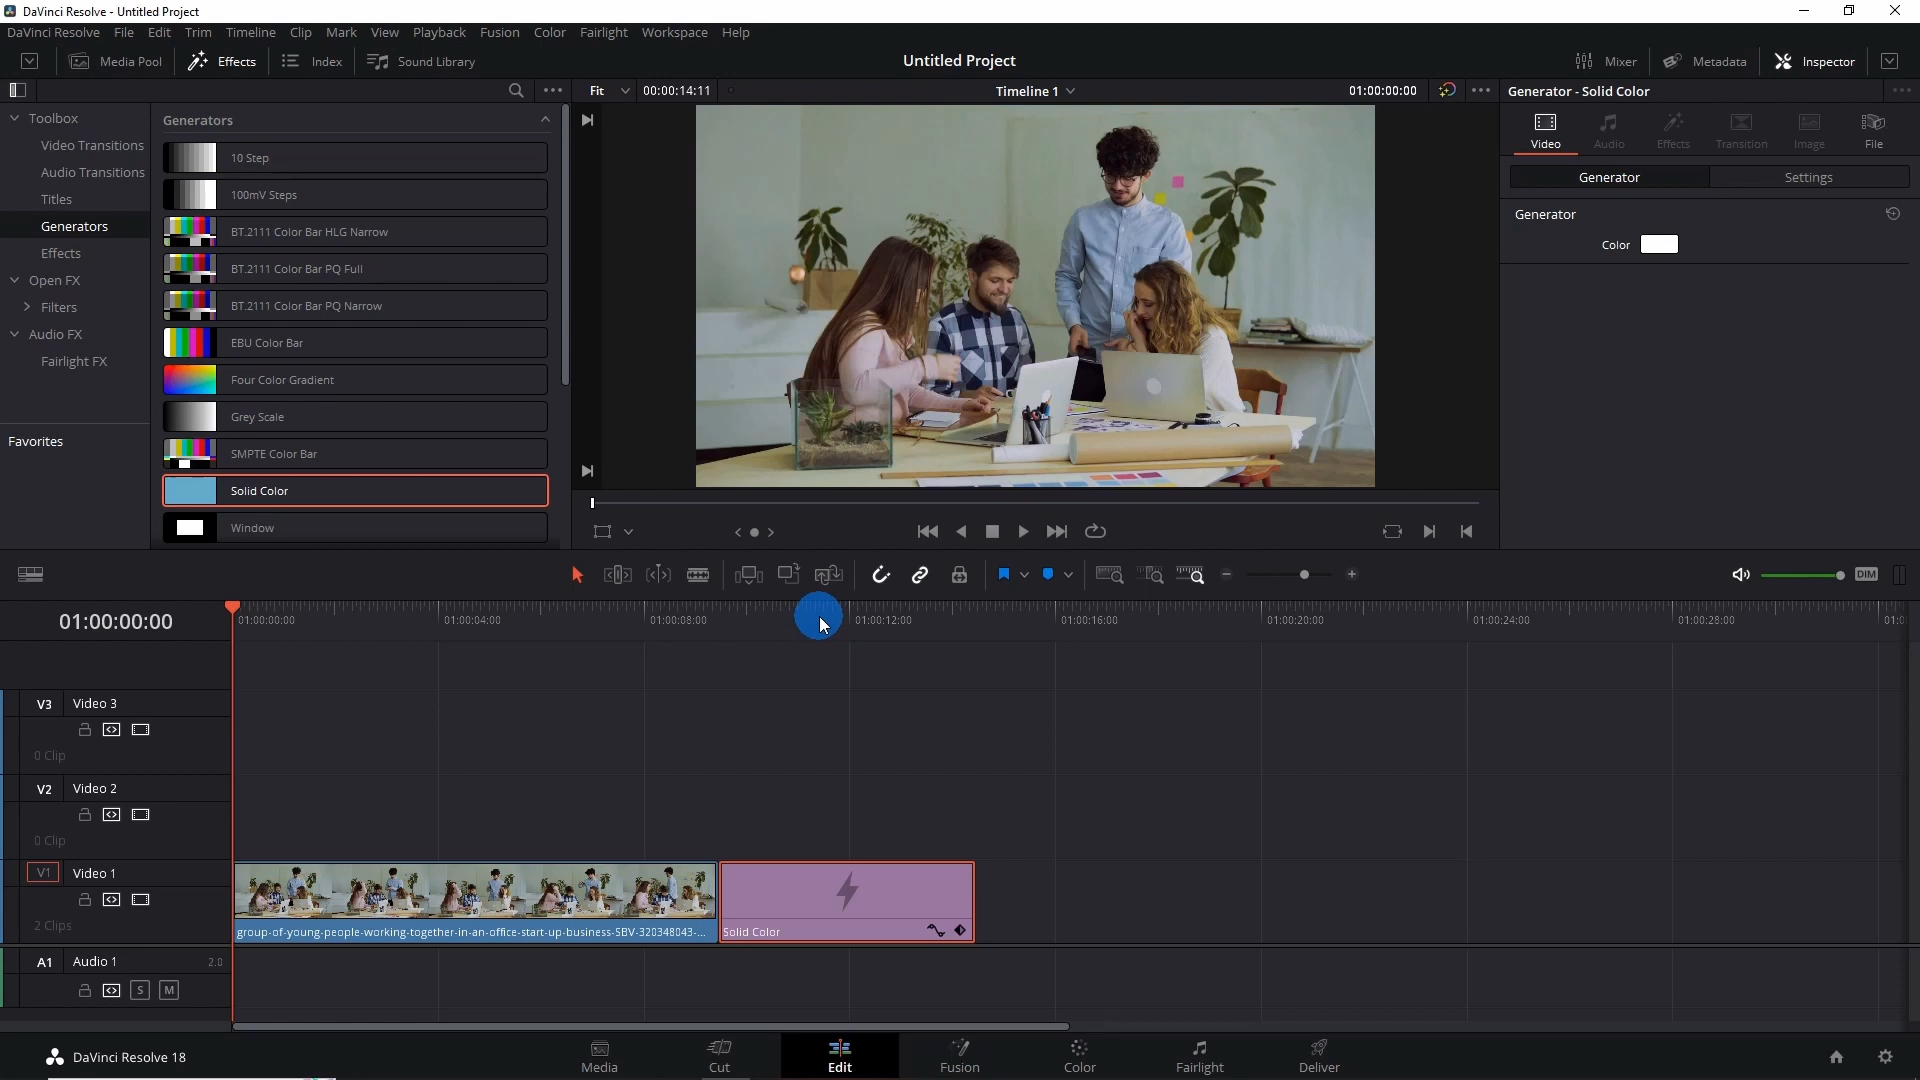 DaVinci Resolve - Untitled Project
DaVinci Resolve File Edit Trim Timeline Clip Mark View Playback Fusion Color Fairlight Workspace Help
Media Pool Effects Index Sound Library Untitled Project Mixer Metadata Inspector
Fit 00:00:14:11 Timeline 1 01:00:00:00 Generator - Solid Color
Toolbox
Video Transitions
Audio Transitions
Titles
Generators
Effects
Open FX
Filters
Audio FX
Fairlight FX
Favorites
Generators
10 Step
100mV Steps
BT.2111 Color Bar HLG Narrow
BT.2111 Color Bar PQ Full
BT.2111 Color Bar PQ Narrow
EBU Color Bar
Four Color Gradient
Grey Scale
SMPTE Color Bar
Solid Color
Window
Video Audio Effects Transition Image File
Generator Settings
Generator
Color
DIM
01:00:00:00
01:00:00:00 01:00:04:00 01:00:08:00 01:00:12:00 01:00:16:00 01:00:20:00 01:00:24:00 01:00:28:00 01:0
V3 Video 3
0 Clip
V2 Video 2
0 Clip
V1 Video 1
2 Clips
group-of-young-people-working-together-in-an-office-start-up-business-SBV-320348043-...
Solid Color
A1 Audio 1 2.0
S M
DaVinci Resolve 18
Media Cut Edit Fusion Color Fairlight Deliver